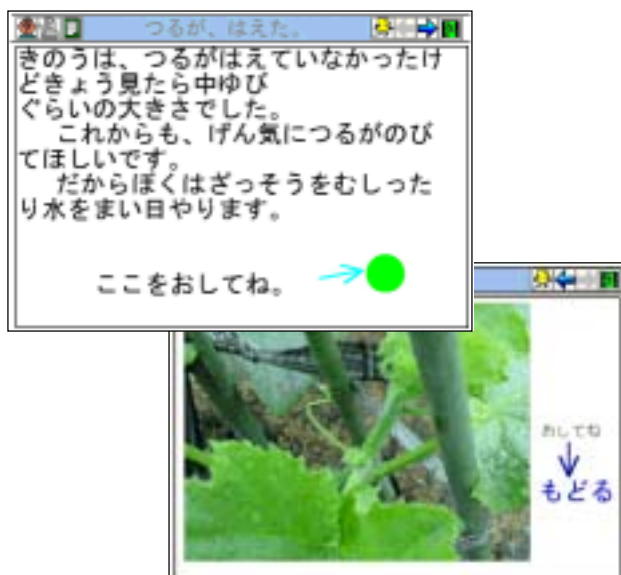 つるが、はえた。
きのうは、つるがはえていなかったけ
どきょう見たら中ゆび
ぐらいの大きさでした。
これからも、げん気につるがのび
てほしいです。
だからぼくはざっそうをむしった
り水をまい日やります。
ここをおしてね。
おしてね
もどる